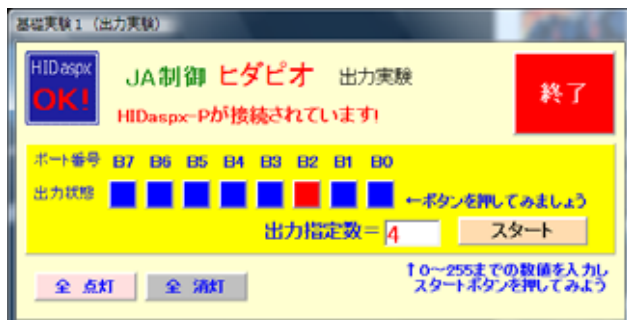 基礎実験1 (出力実験)
HIDaspx
OK!
JA制御 ヒダピオ 出力実験
HIDaspx-Pが接続されています!
終了
ポート番号 B7 B6 B5 B4 B3 B2 B1 B0
出力状態 ←ボタンを押してみましょう
出力指定数= 4 スタート
全 点灯 全 消灯
↑0～255までの数値を入力し
スタートボタンを押してみよう